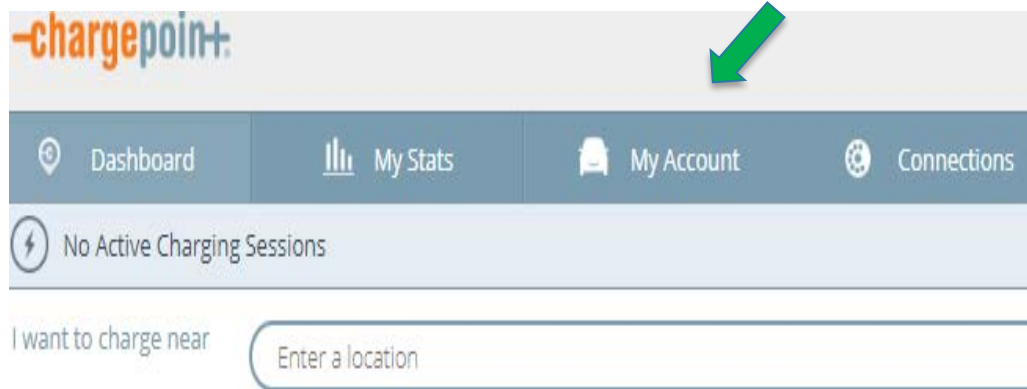 chargepoin+
Dashboard My Stats My Account Connections
No Active Charging Sessions
I want to charge near Enter a location